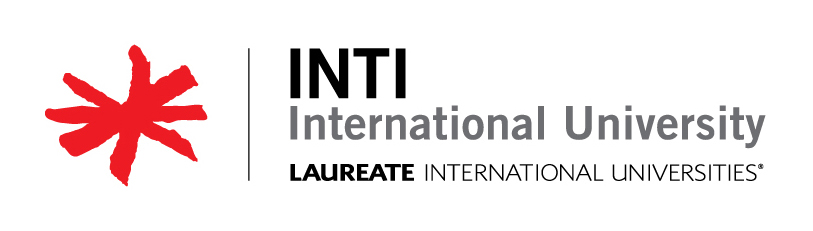 INTI
International University
LAUREATE INTERNATIONAL UNIVERSITIES®